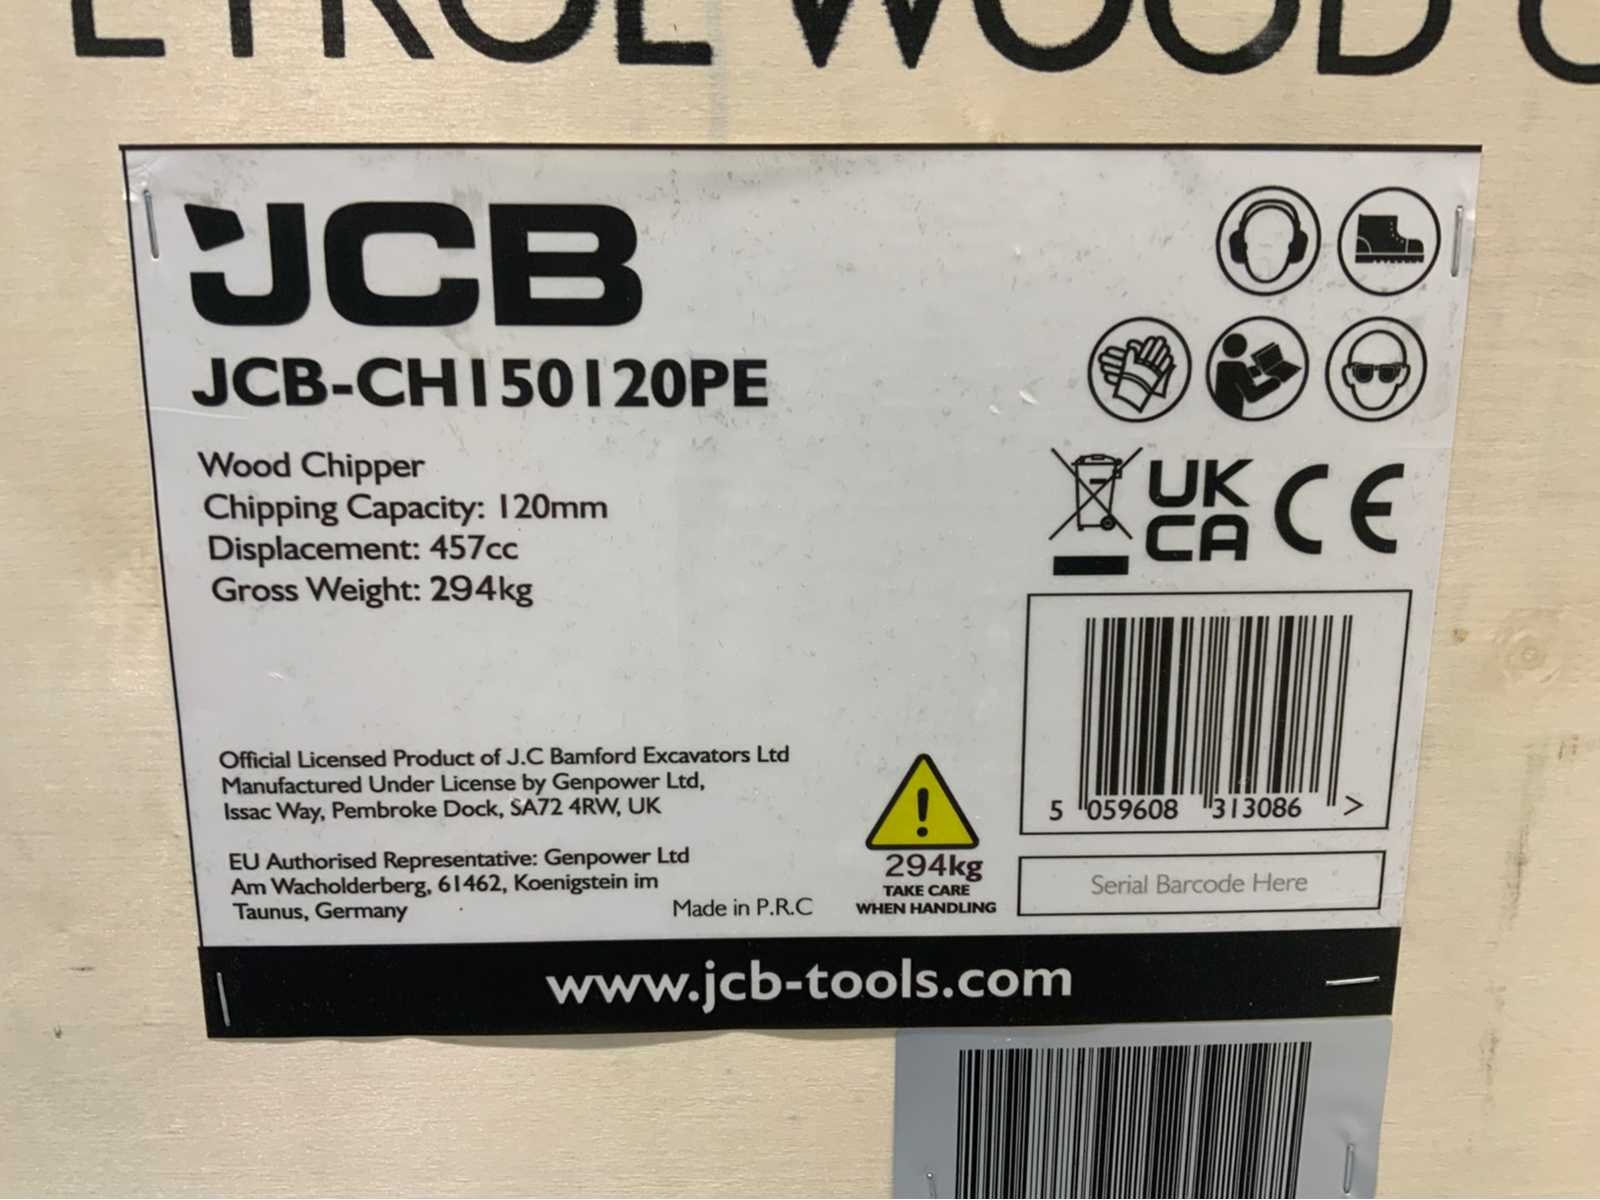 ETROL WOOD C
JCB
JCB-CH150120PE
Wood Chipper
Chipping Capacity: 120mm
Displacement: 457cc
Gross Weight: 294kg
UK
CA CE
5 059608 313086 >
Official Licensed Product of J.C Bamford Excavators Ltd
Manufactured Under License by Genpower Ltd,
Issac Way, Pembroke Dock, SA72 4RW, UK
EU Authorised Representative: Genpower Ltd
Am Wacholderberg, 61462, Koenigstein im
Taunus, Germany
Made in P.R.C
294kg
TAKE CARE
WHEN HANDLING
Serial Barcode Here
www.jcb-tools.com